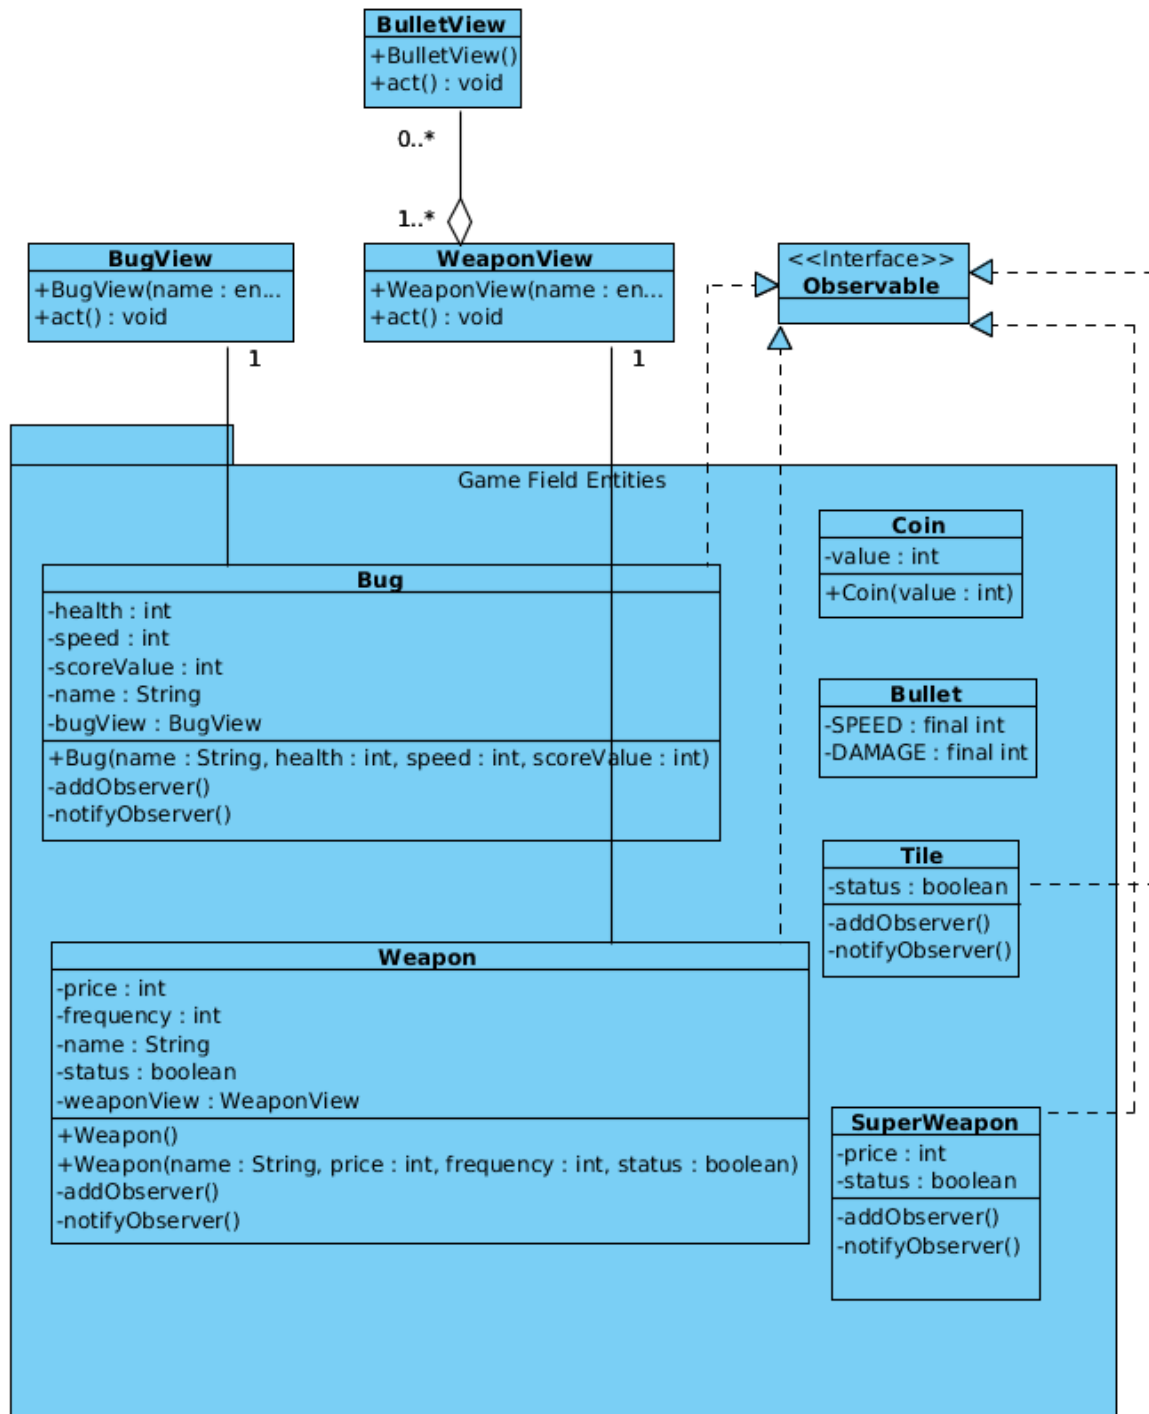 BulletView
+BulletView()
+act() : void
0..*
1..*
BugView
+BugView(name : en...
+act() : void
WeaponView
+WeaponView(name : en...
+act() : void
<<Interface>>
Observable
1
1
Game Field Entities
Coin
-value : int
+Coin(value : int)
Bug
-health : int
-speed : int
-scoreValue : int
-name : String
-bugView : BugView
+Bug(name : String, health : int, speed : int, scoreValue : int)
-addObserver()
-notifyObserver()
Bullet
-SPEED : final int
-DAMAGE : final int
Tile
-status : boolean
-addObserver()
-notifyObserver()
Weapon
-price : int
-frequency : int
-name : String
-status : boolean
-weaponView : WeaponView
+Weapon()
+Weapon(name : String, price : int, frequency : int, status : boolean)
-addObserver()
-notifyObserver()
SuperWeapon
-price : int
-status : boolean
-addObserver()
-notifyObserver()